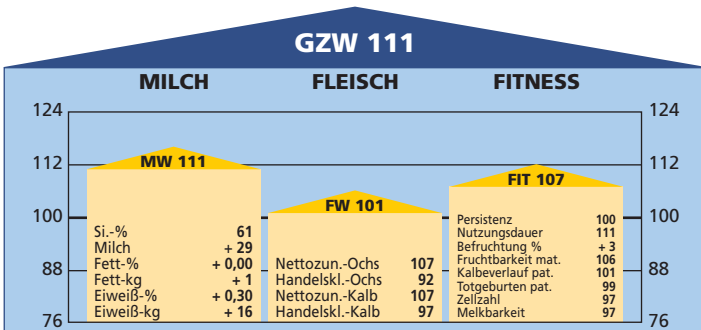 GZW 111
MILCH FLEISCH FITNESS
124 124
112 112
100 100
88 88
76 76
MW 111
Si.-% 61
Milch + 29
Fett-% + 0,00
Fett-kg + 1
Eiweiß-% + 0,30
Eiweiß-kg + 16
FW 101
Nettozun.-Ochs 107
Handelskl.-Ochs 92
Nettozun.-Kalb 107
Handelskl.-Kalb 97
FIT 107
Persistenz 100
Nutzungsdauer 111
Befruchtung % + 3
Fruchtbarkeit mat. 106
Kalbeverlauf pat. 101
Totgeburten pat. 99
Zellzahl 97
Melkbarkeit 97